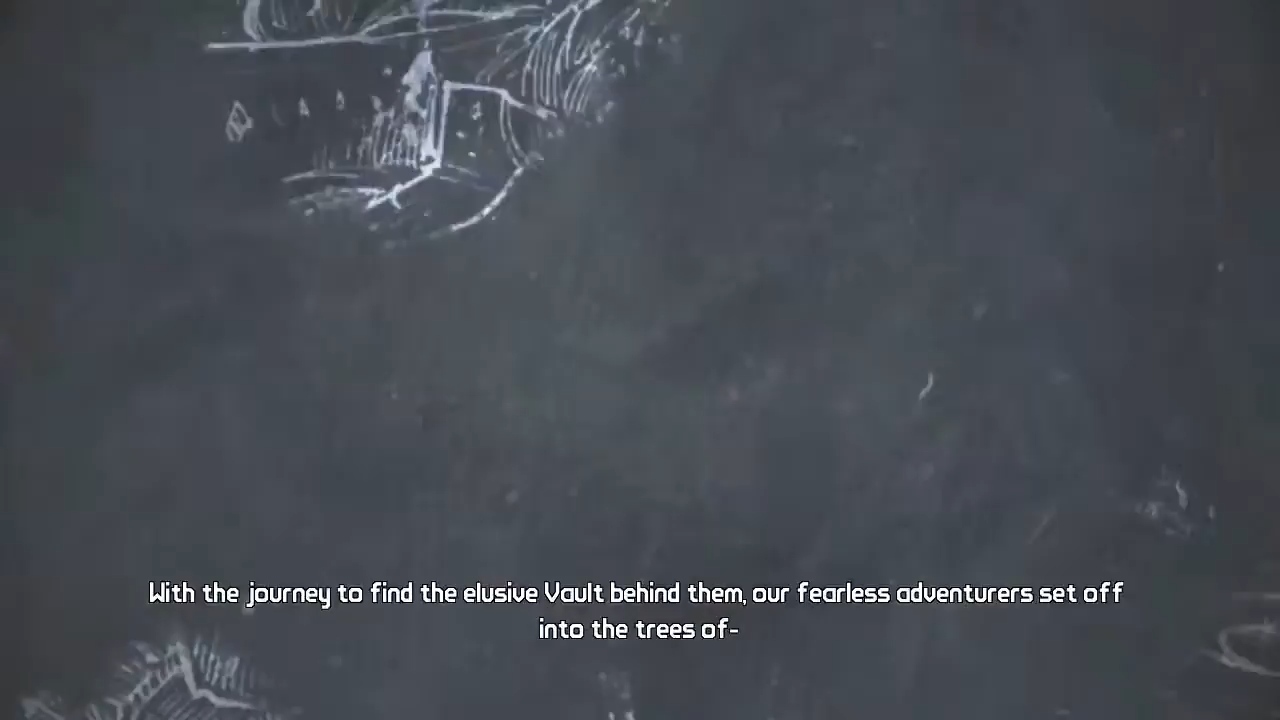 With the journey to find the elusive Vault behind them, our fearless adventurers set off
into the trees of-